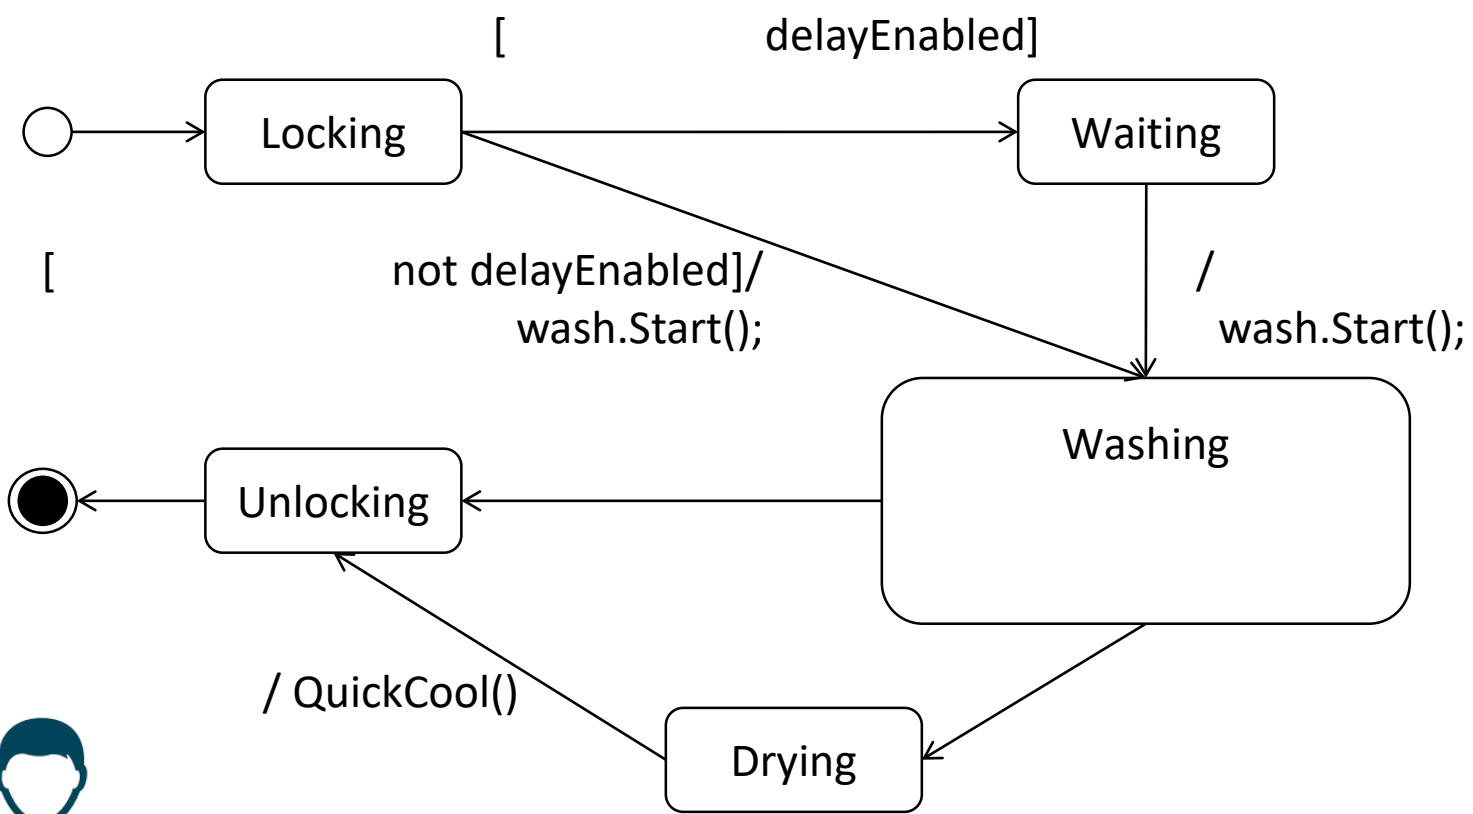 [ delayEnabled]
Locking
Waiting
[ not delayEnabled]/
wash.Start();
/
wash.Start();
Washing
Unlocking
/ QuickCool()
Drying